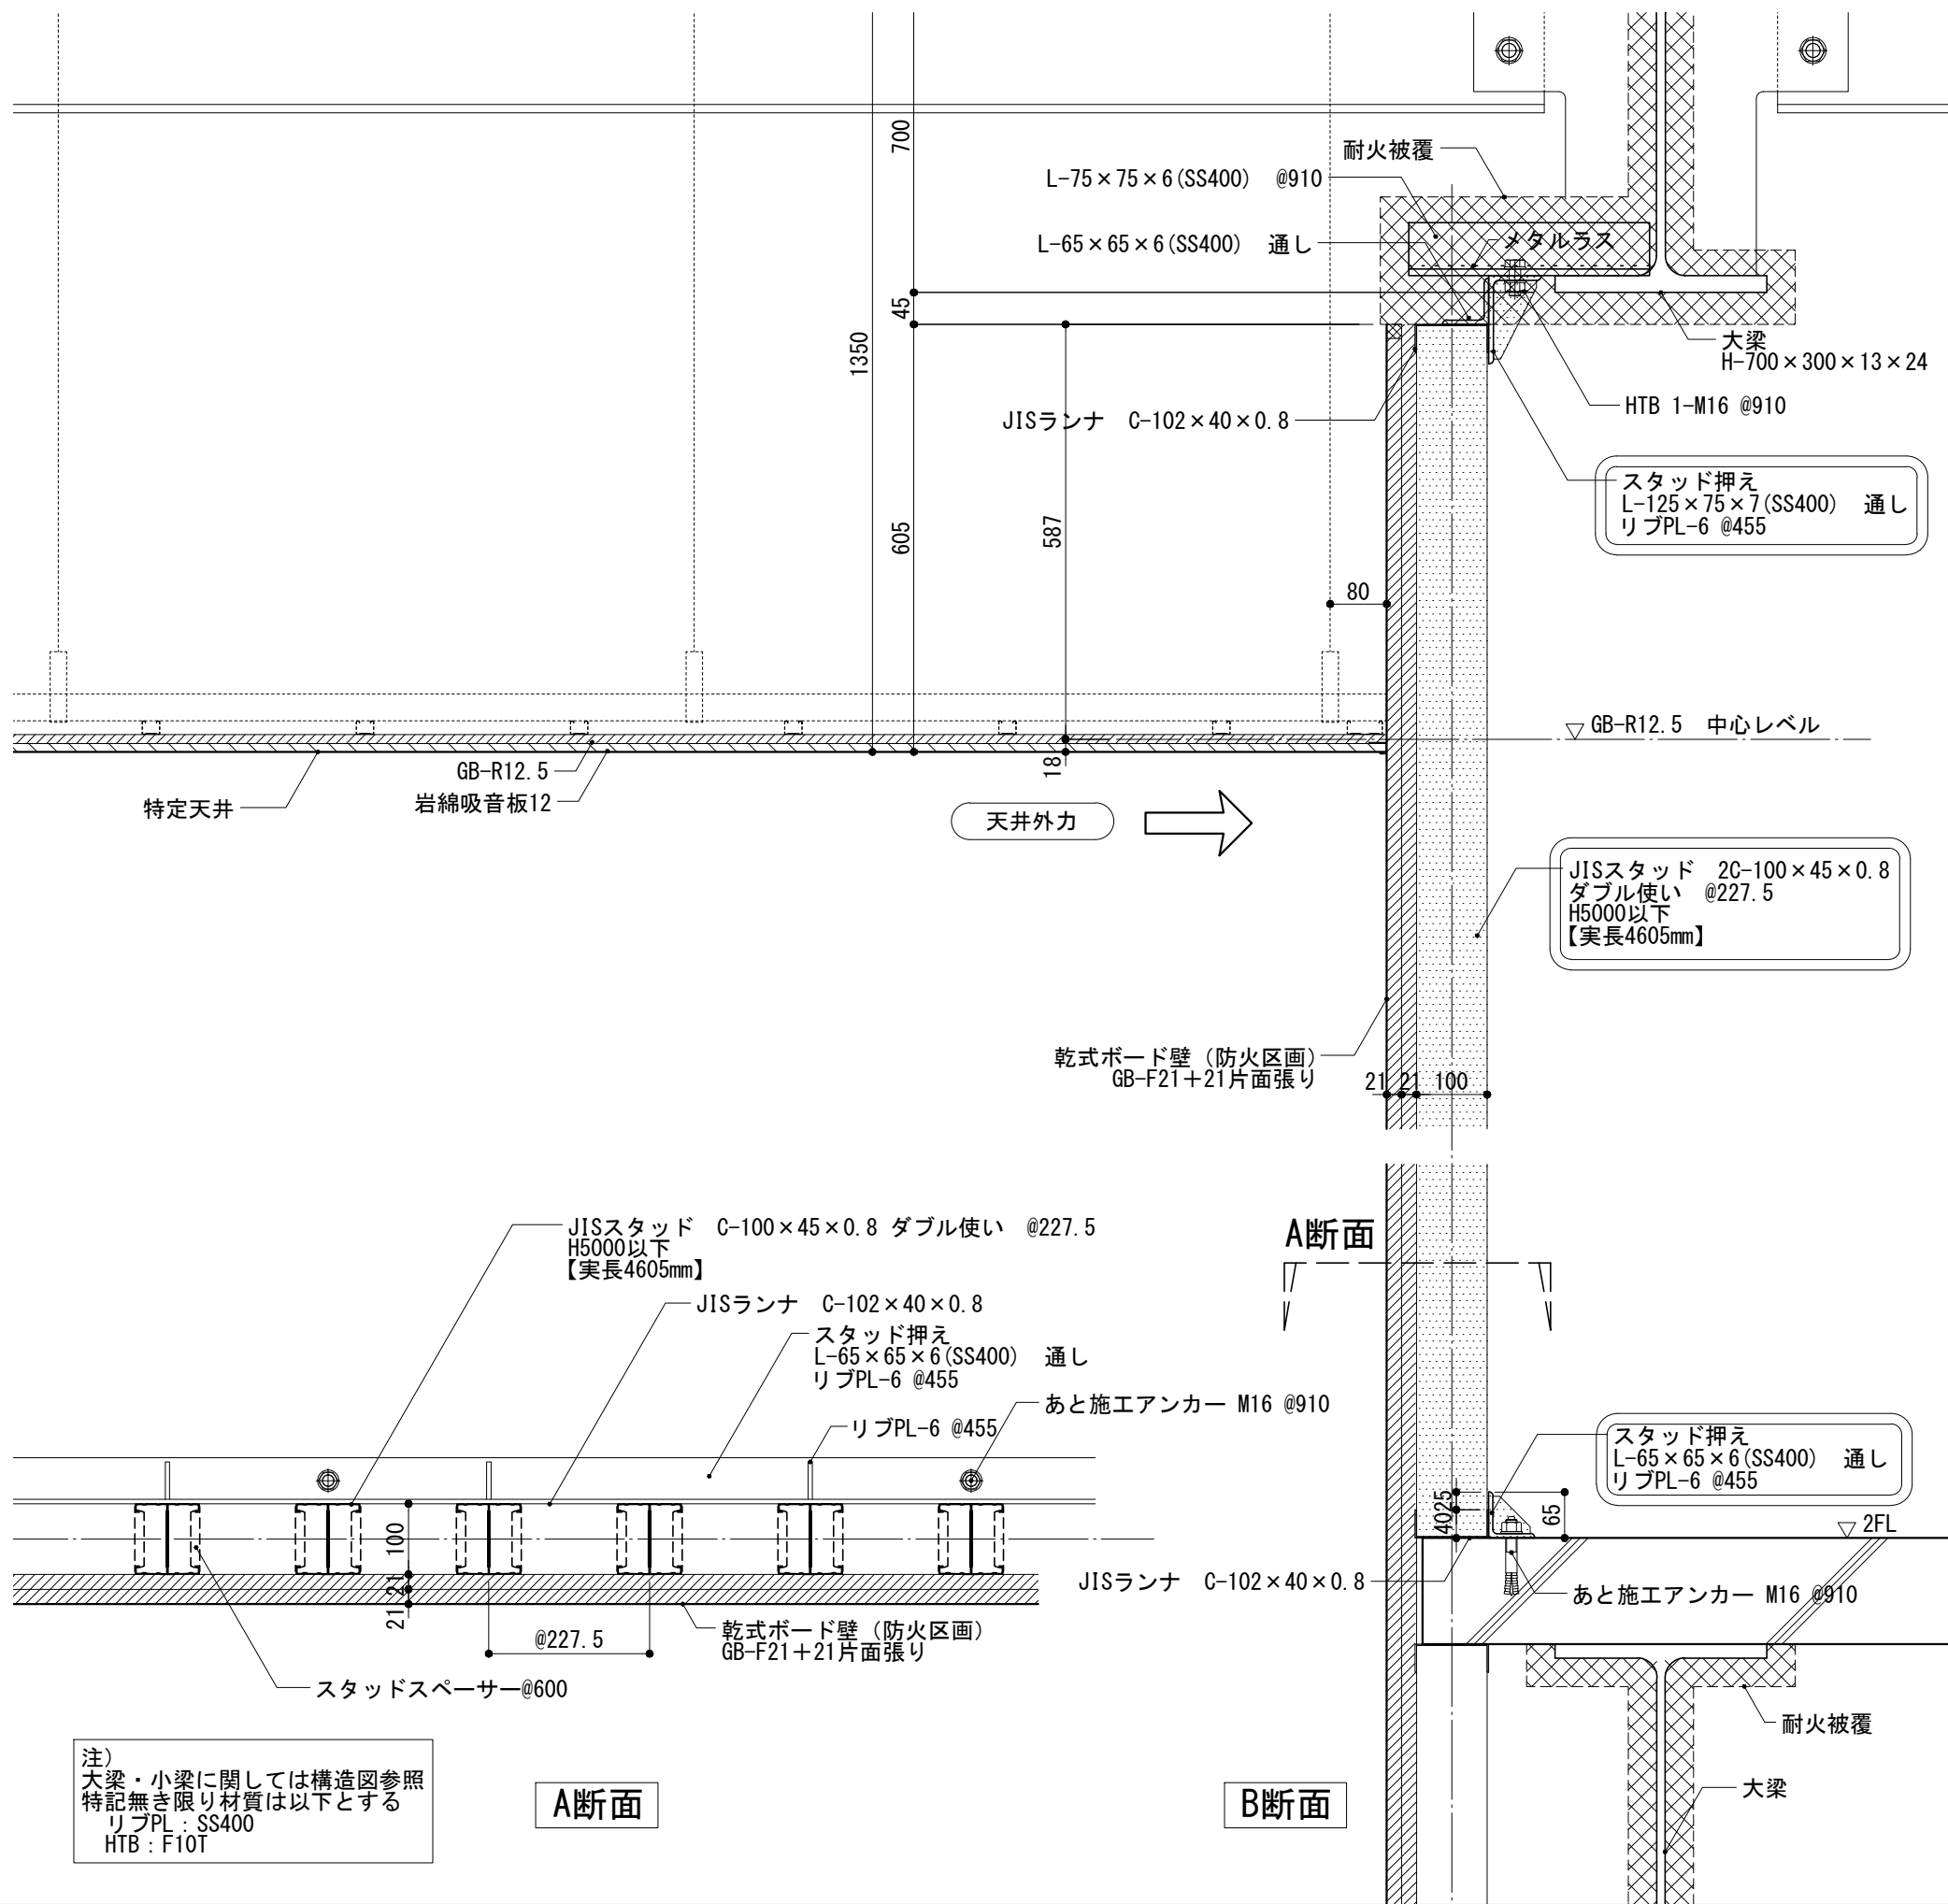 700
耐火被覆
L-75×75×6(SS400) @910
L-65×65×6(SS400) 通し
メタルラス
45
1350
大梁
H-700×300×13×24
HTB 1-M16 @910
JISランナ C-102×40×0.8
スタッド押え
L-125×75×7(SS400) 通し
リブPL-6 @455
605
587
80
GB-R12.5 中心レベル
18
GB-R12.5
岩綿吸音板12
特定天井
天井外力
JISスタッド 2C-100×45×0.8
ダブル使い @227.5
H5000以下
【実長4605mm】
乾式ボード壁（防火区画）
GB-F21＋21片面張り
21 21 100
A断面
JISスタッド C-100×45×0.8 ダブル使い @227.5
H5000以下
【実長4605mm】
JISランナ C-102×40×0.8
スタッド押え
L-65×65×6(SS400) 通し
リブPL-6 @455
あと施工アンカー M16 @910
リブPL-6 @455
スタッド押え
L-65×65×6(SS400) 通し
リブPL-6 @455
40 25
65
2FL
100
21
21
JISランナ C-102×40×0.8
あと施工アンカー M16 @910
@227.5
乾式ボード壁（防火区画）
GB-F21＋21片面張り
スタッドスペーサー@600
耐火被覆
大梁
注）
大梁・小梁に関しては構造図参照
特記無き限り材質は以下とする
リブPL：SS400
HTB：F10T
A断面
B断面